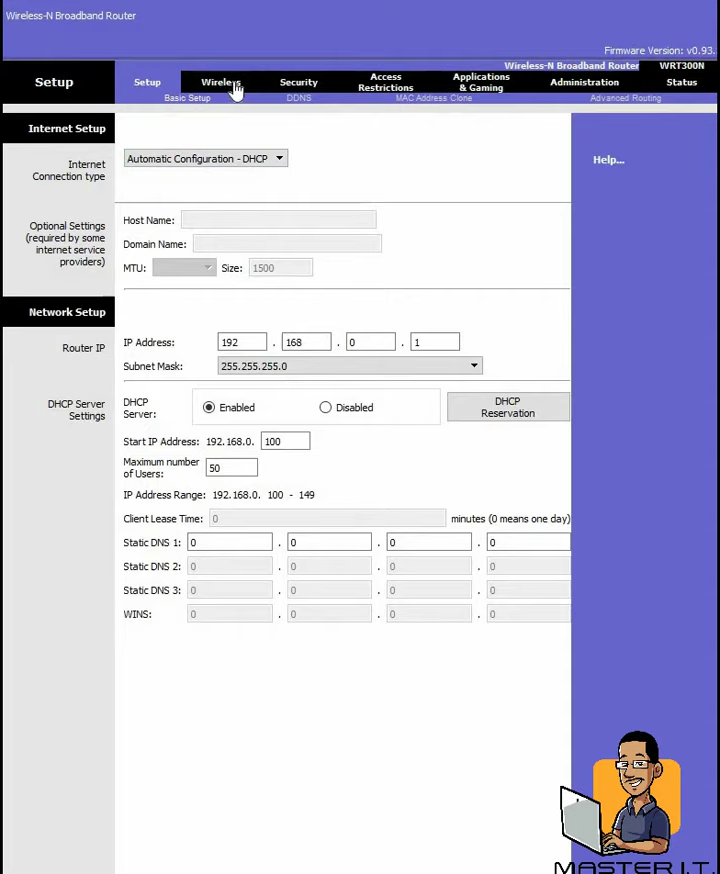 Wireless-N Broadband Router
Firmware Version: v0.93.
Wireless-N Broadband Router WRT300N
Setup
Setup Wireless Security Access Restrictions Applications & Gaming Administration Status
Basic Setup DDNS MAC Address Clone Advanced Routing
Internet Setup
Internet
Connection type
Automatic Configuration - DHCP
Help...
Optional Settings
(required by some
internet service
providers)
Host Name:
Domain Name:
MTU: Size: 1500
Network Setup
Router IP
IP Address: 192 . 168 . 0 . 1
Subnet Mask: 255.255.255.0
DHCP Server
Settings
DHCP
Server:
Enabled Disabled
DHCP
Reservation
Start IP Address: 192.168.0. 100
Maximum number
of Users: 50
IP Address Range: 192.168.0. 100 - 149
Client Lease Time: 0 minutes (0 means one day)
Static DNS 1: 0 . 0 . 0 . 0
Static DNS 2: 0 . 0 . 0 . 0
Static DNS 3: 0 . 0 . 0 . 0
WINS: 0 . 0 . 0 . 0
MASTER I.T.